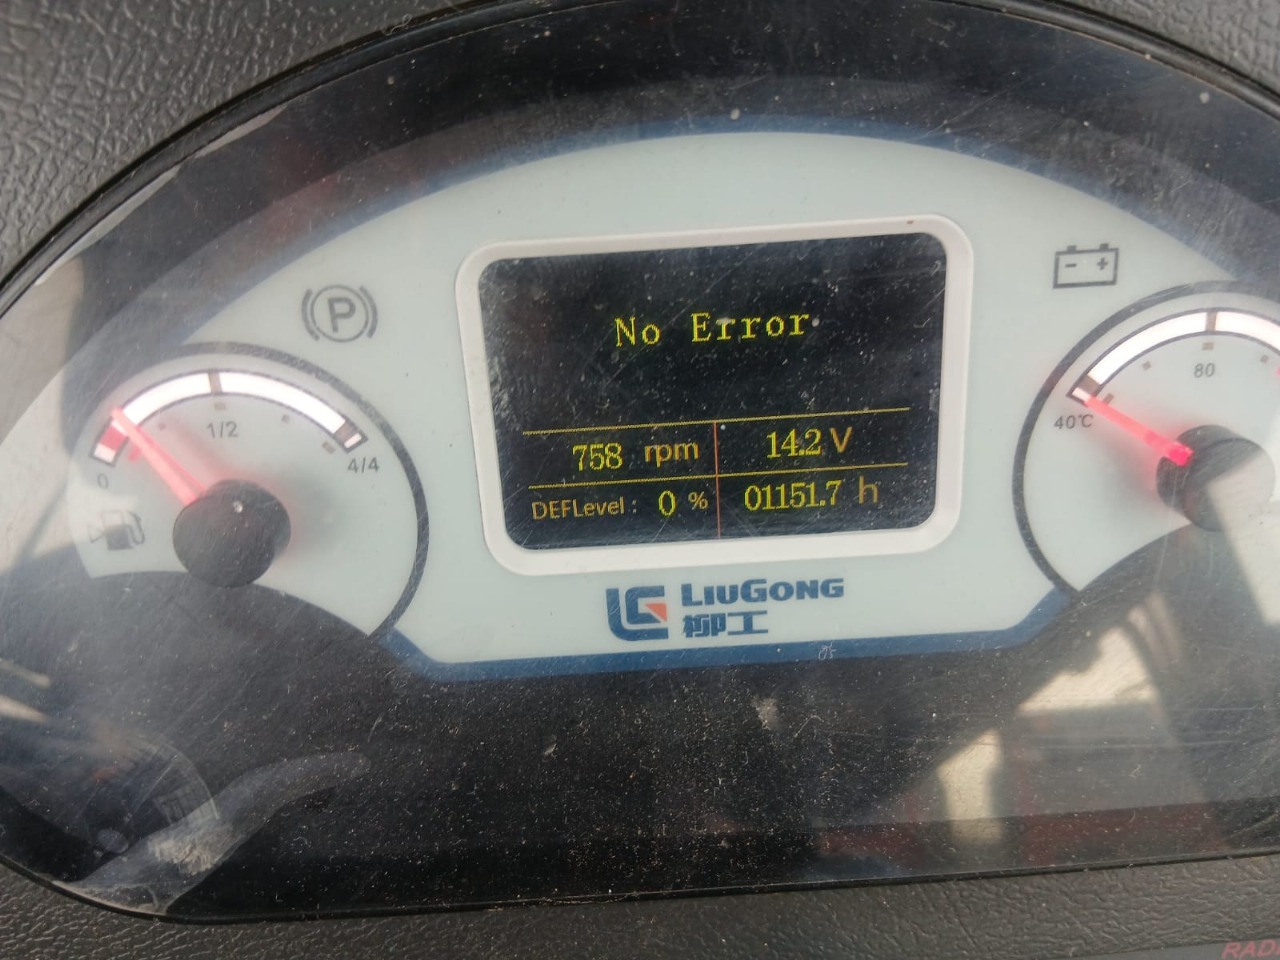 No Error
P
- +
1/2
0
4/4
80
40℃
758 rpm
14.2 V
DEFLevel: 0 %
01151.7 h
LIUGONG
柳工